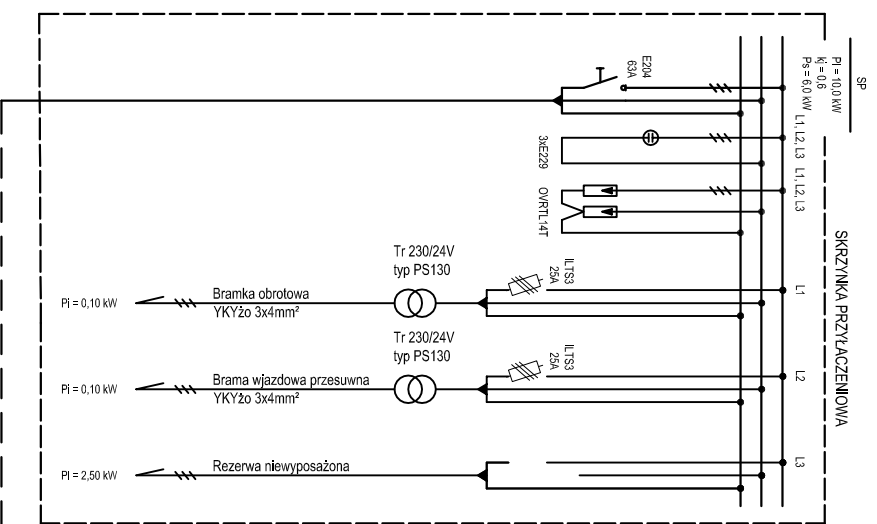 SP
Pi = 10,0 kW
kj = 0,6
Ps = 6,0 kW
SKRZYNKA PRZYŁĄCZENIOWA
L1, L2, L3
L1, L2, L3
L1
L2
L3
E204
63A
3xE229
OVRTL14T
Tr 230/24V
typ PS130
ILTS3
25A
Pi = 0,10 kW
Bramka obrotowa
YKYżo 3x4mm²
Tr 230/24V
typ PS130
ILTS3
25A
Pi = 0,10 kW
Brama wjazdowa przesuwna
YKYżo 3x4mm²
Pi = 2,50 kW
Rezerwa niewyposażona